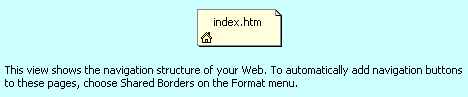 index.htm
This view shows the navigation structure of your Web. To automatically add navigation buttons
to these pages, choose Shared Borders on the Format menu.